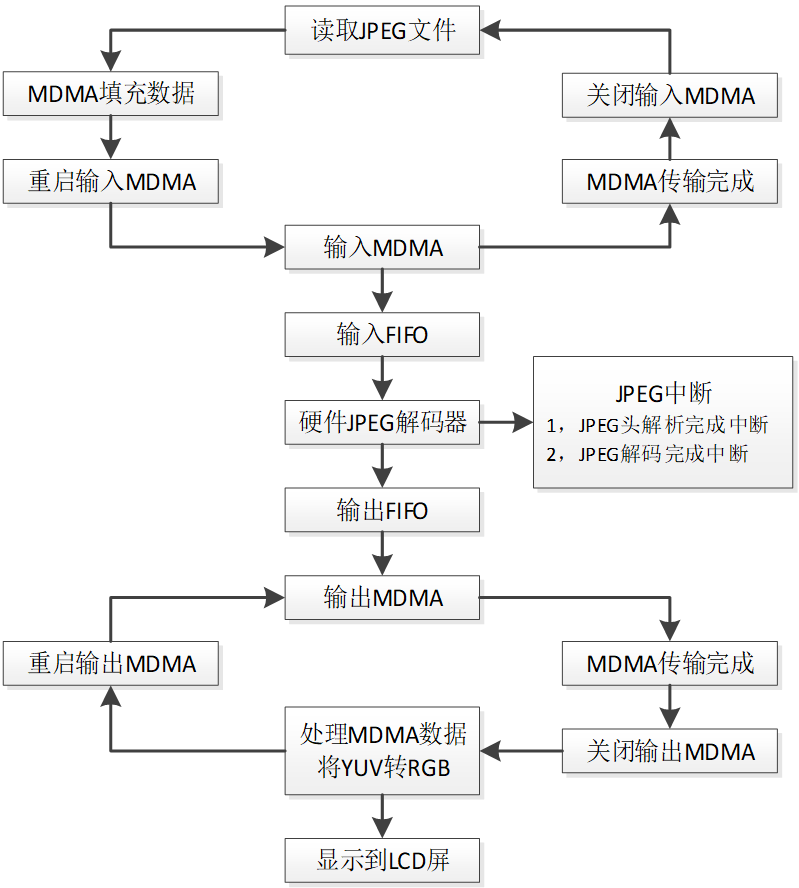 读取JPEG文件
MDMA填充数据
关闭输入MDMA
重启输入MDMA
MDMA传输完成
输入MDMA
输入FIFO
硬件JPEG解码器
JPEG中断
1，JPEG头解析完成中断
2，JPEG解码完成中断
输出FIFO
输出MDMA
重启输出MDMA
MDMA传输完成
处理MDMA数据
将YUV转RGB
关闭输出MDMA
显示到LCD屏